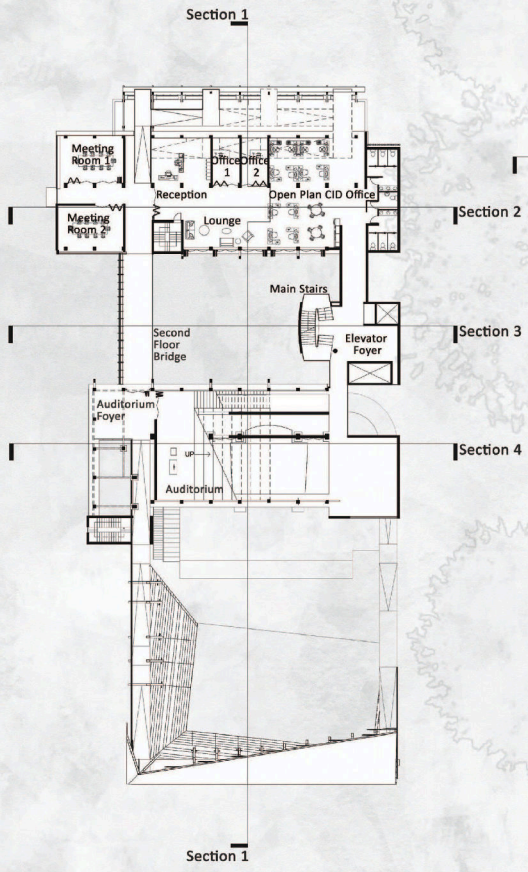 Section 1
Meeting
Room 1
Office
1
Office
2
Reception
Open Plan CID Office
Meeting
Room 2
Lounge
Section 2
Main Stairs
Second
Floor
Bridge
Section 3
Elevator
Foyer
Auditorium
Foyer
Section 4
UP
Auditorium
Section 1